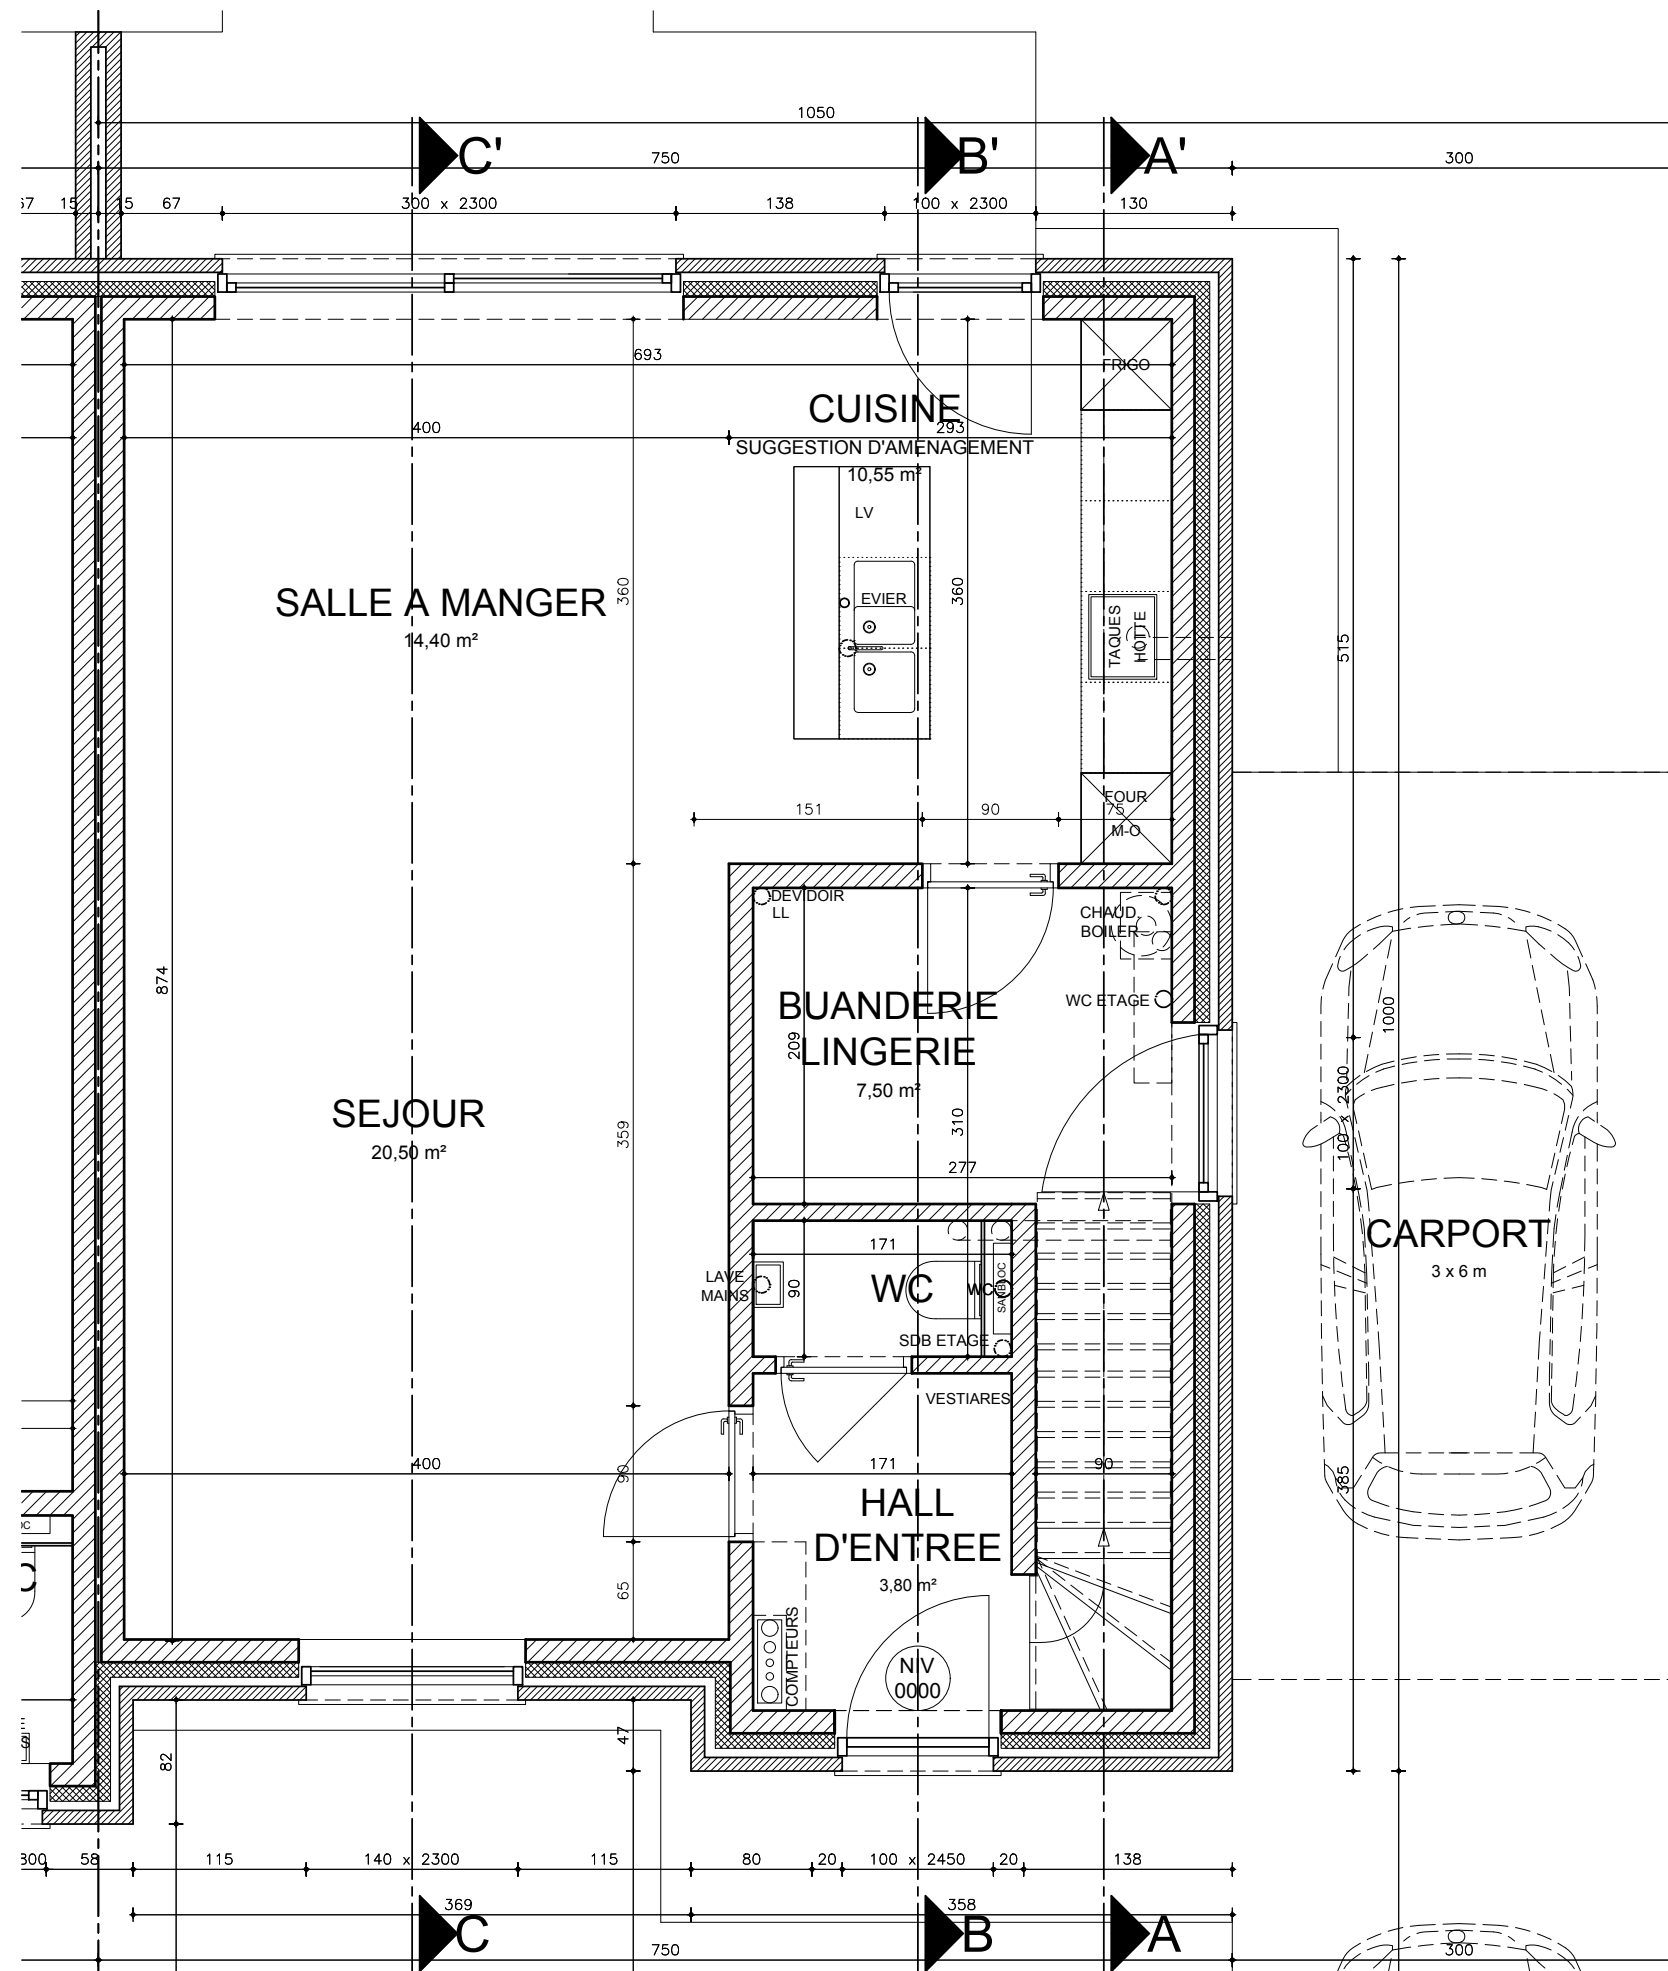 1050
C'
B'
A'
750
300
67
15
15
67
300 x 2300
138
100 x 2300
130
693
FRIGO
CUISINE
400
293
SUGGESTION D'AMENAGEMENT
10,55 m²
LV
SALLE A MANGER
14,40 m²
360
EVIER
360
TAQUES
HOTTE
515
151
90
75
FOUR
M-O
DEVIDOIR
LL
CHAUD.
BOILER
874
BUANDERIE
LINGERIE
7,50 m²
WC ETAGE
209
1000
100 x 2300
SEJOUR
20,50 m²
359
310
277
CARPORT
3 x 6 m
171
LAVE
MAINS
90
WC
WC
SANIBLOC
SDB ETAGE
VESTIARES
400
90
171
90
385
HALL
D'ENTREE
3,80 m²
65
COMPTEURS
NIV
0000
82
47
300
58
115
140 x 2300
115
80
20
100 x 2450
20
138
369
358
C
B
A
750
300